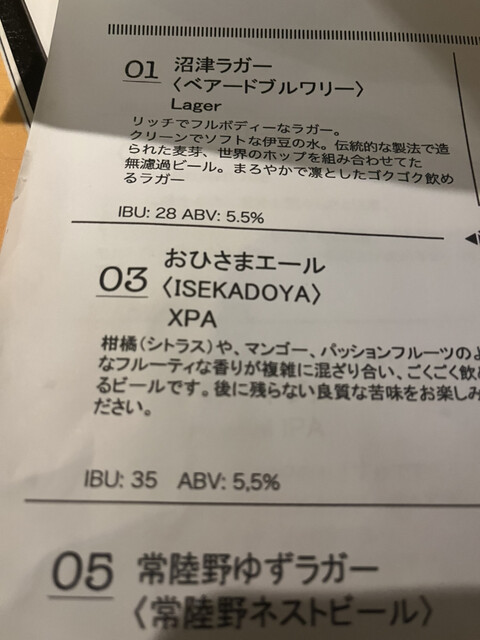 01 沼津ラガー
〈ベアードブルワリー〉
Lager
リッチでフルボディーなラガー。
クリーンでソフトな伊豆の水。伝統的な製法で造
られた麦芽、世界のホップを組み合わせてた
無濾過ビール。まろやかで凛としたゴクゴク飲め
るラガー
IBU: 28 ABV: 5.5%
03 おひさまエール
〈ISEKADOYA〉
XPA
柑橘(シトラス)や、マンゴー、パッションフルーツのよ
なフルーティな香りが複雑に混ざり合い、ごくごく飲め
るビールです。後に残らない良質な苦味をお楽しみ
ださい。
IBU: 35 ABV: 5,5%
05 常陸野ゆずラガー
〈常陸野ネストビール〉